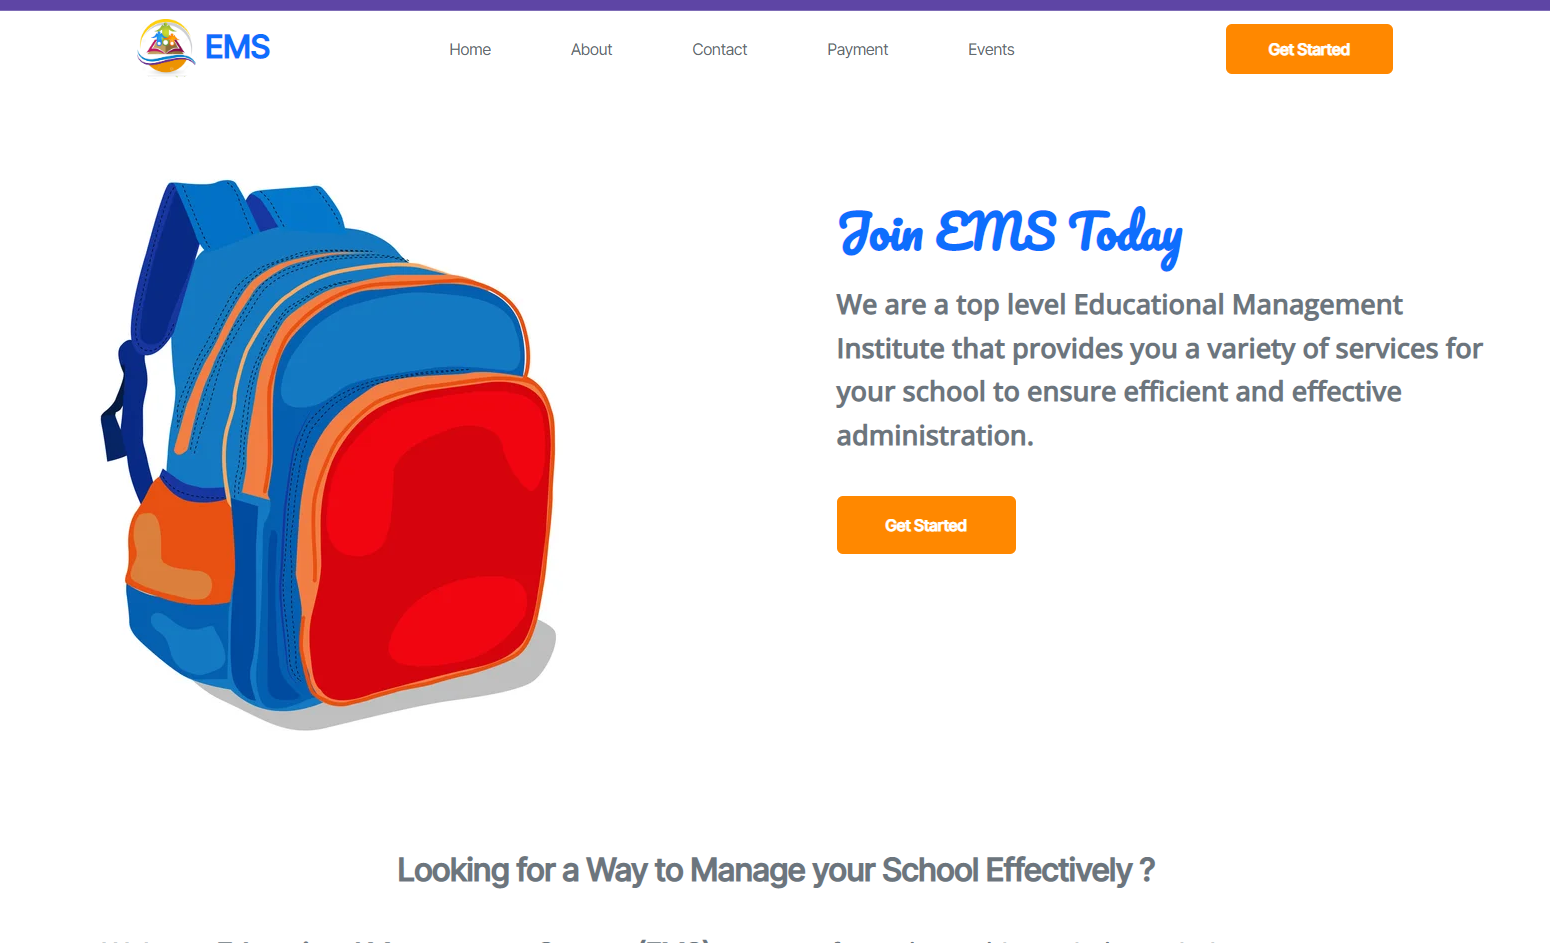 EMS
Home
About
Contact
Payment
Events
Get Started
Join EMS Today
We are a top level Educational Management
Institute that provides you a variety of services for
your school to ensure efficient and effective
administration.
Get Started
Looking for a Way to Manage your School Effectively ?